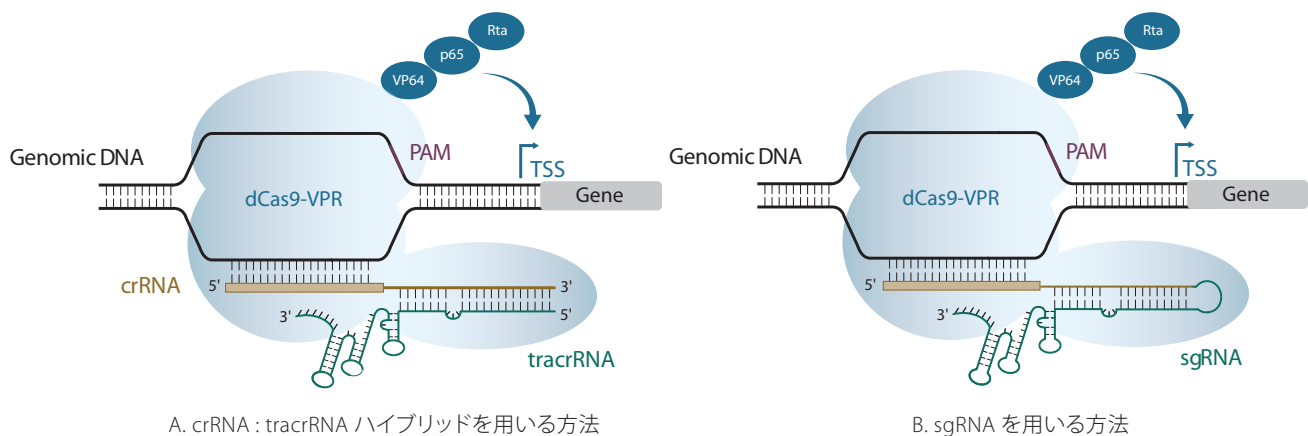 Rta
p65
VP64
Genomic DNA
PAM
TSS
Gene
dCas9-VPR
crRNA
5'
3'
3'
5'
tracrRNA
A. crRNA : tracrRNA ハイブリッドを用いる方法
Rta
p65
VP64
Genomic DNA
PAM
TSS
Gene
dCas9-VPR
5'
3'
sgRNA
B. sgRNA を用いる方法